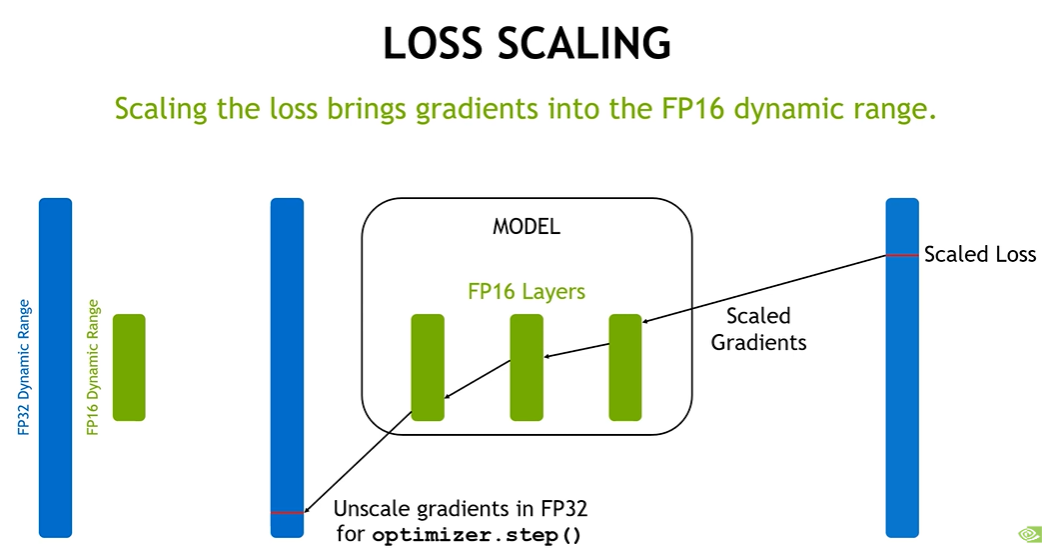 LOSS SCALING
Scaling the loss brings gradients into the FP16 dynamic range.
FP32 Dynamic Range
FP16 Dynamic Range
MODEL
FP16 Layers
Scaled Loss
Scaled
Gradients
Unscale gradients in FP32
for optimizer.step()